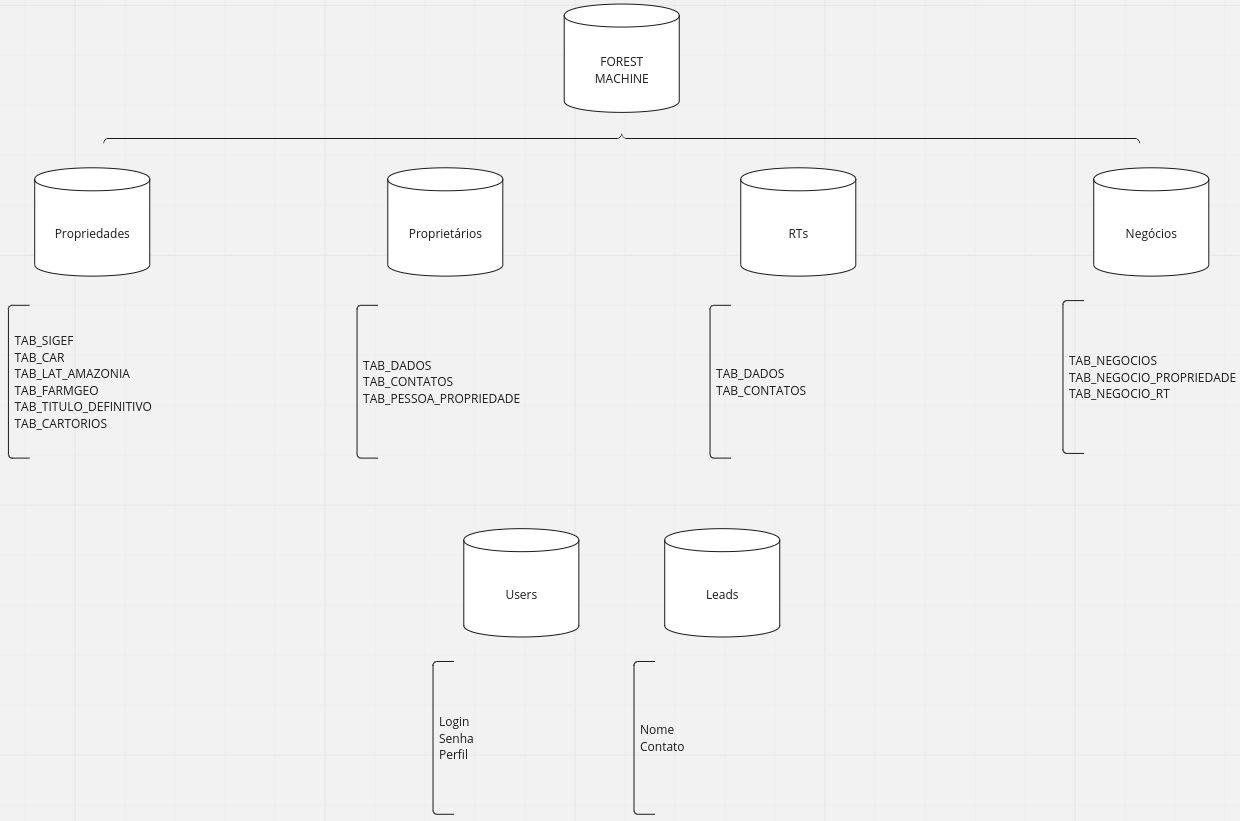 FOREST
MACHINE
Propriedades
Proprietários
RTs
Negócios
TAB_SIGEF
TAB_CAR
TAB_LAT_AMAZONIA
TAB_FARMGEO
TAB_TITULO_DEFINITIVO
TAB_CARTORIOS
TAB_DADOS
TAB_CONTATOS
TAB_PESSOA_PROPRIEDADE
TAB_DADOS
TAB_CONTATOS
TAB_NEGOCIOS
TAB_NEGOCIO_PROPRIEDADE
TAB_NEGOCIO_RT
Users
Leads
Login
Senha
Perfil
Nome
Contato